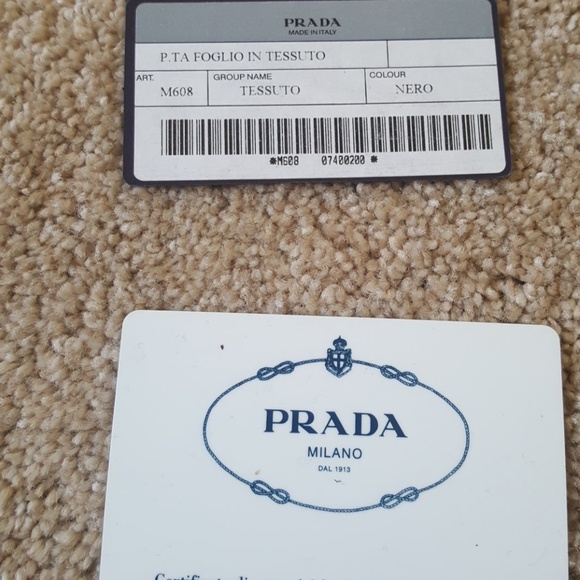 PRADA
MADE IN ITALY
P.TA FOGLIO IN TESSUTO
ART. GROUP NAME COLOUR
M608 TESSUTO NERO
*M608 07400200 *
PRADA
MILANO
DAL 1913